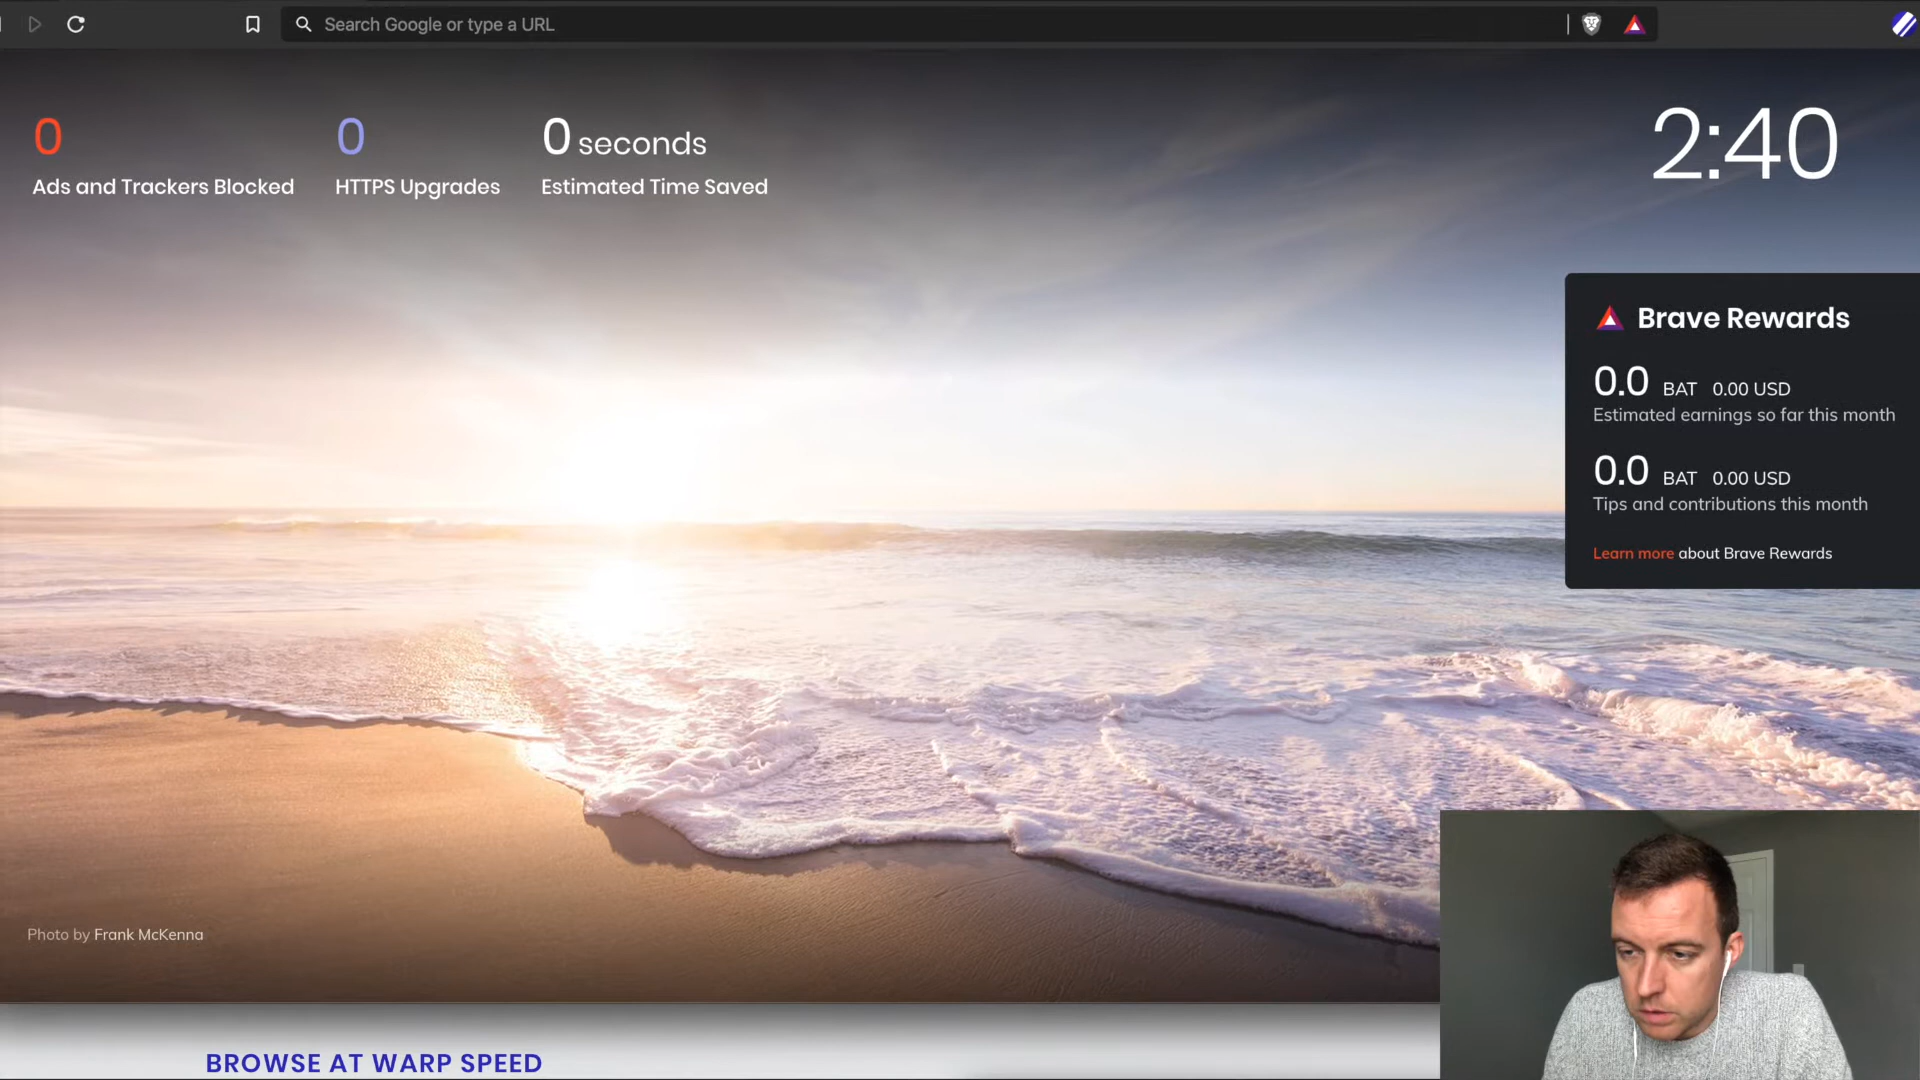 Search Google or type a URL
0
Ads and Trackers Blocked
0
HTTPS Upgrades
0 seconds
Estimated Time Saved
2:40
Brave Rewards
0.0 BAT 0.00 USD
Estimated earnings so far this month
0.0 BAT 0.00 USD
Tips and contributions this month
Learn more about Brave Rewards
Photo by Frank McKenna
BROWSE AT WARP SPEED